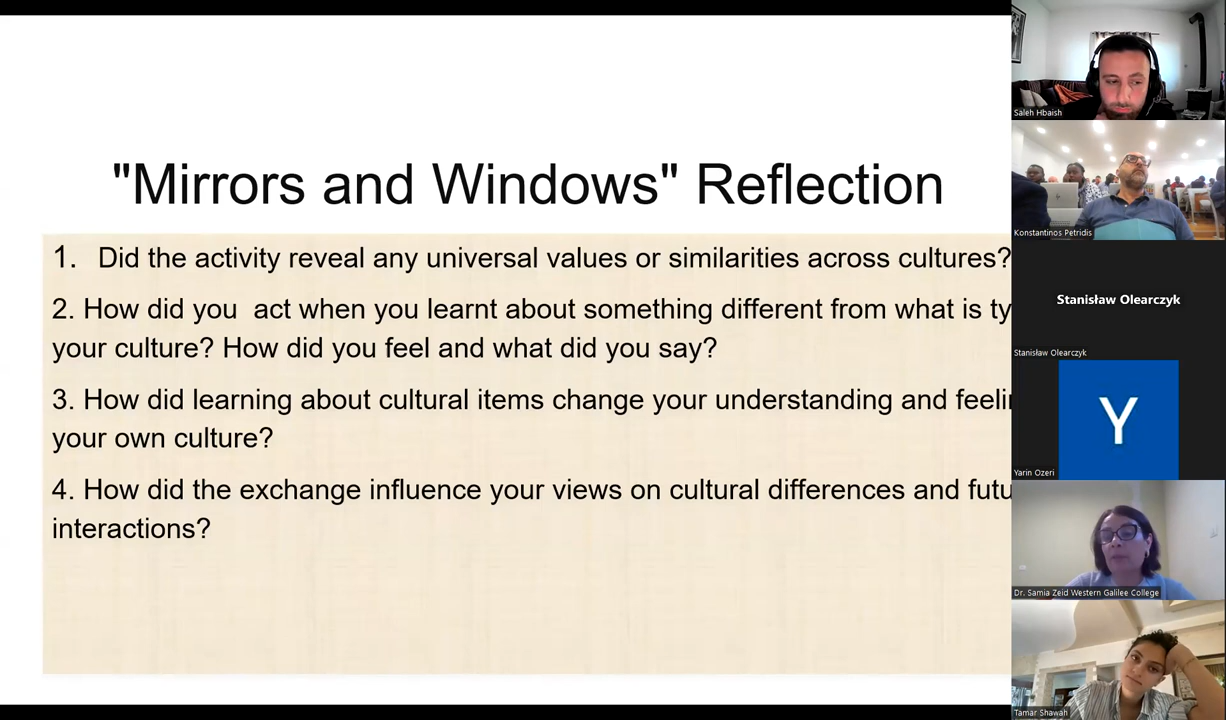 "Mirrors and Windows" Reflection
1. Did the activity reveal any universal values or similarities across cultures?
2. How did you act when you learnt about something different from what is ty
your culture? How did you feel and what did you say?
3. How did learning about cultural items change your understanding and feelin
your own culture?
4. How did the exchange influence your views on cultural differences and futu
interactions?
Saleh Hbaish
Konstantinos Petridis
Stanisław Olearczyk
Stanisław Olearczyk
Y
Yarin Ozeri
Dr. Samia Zeid Western Galilee College
Tamar Shawah